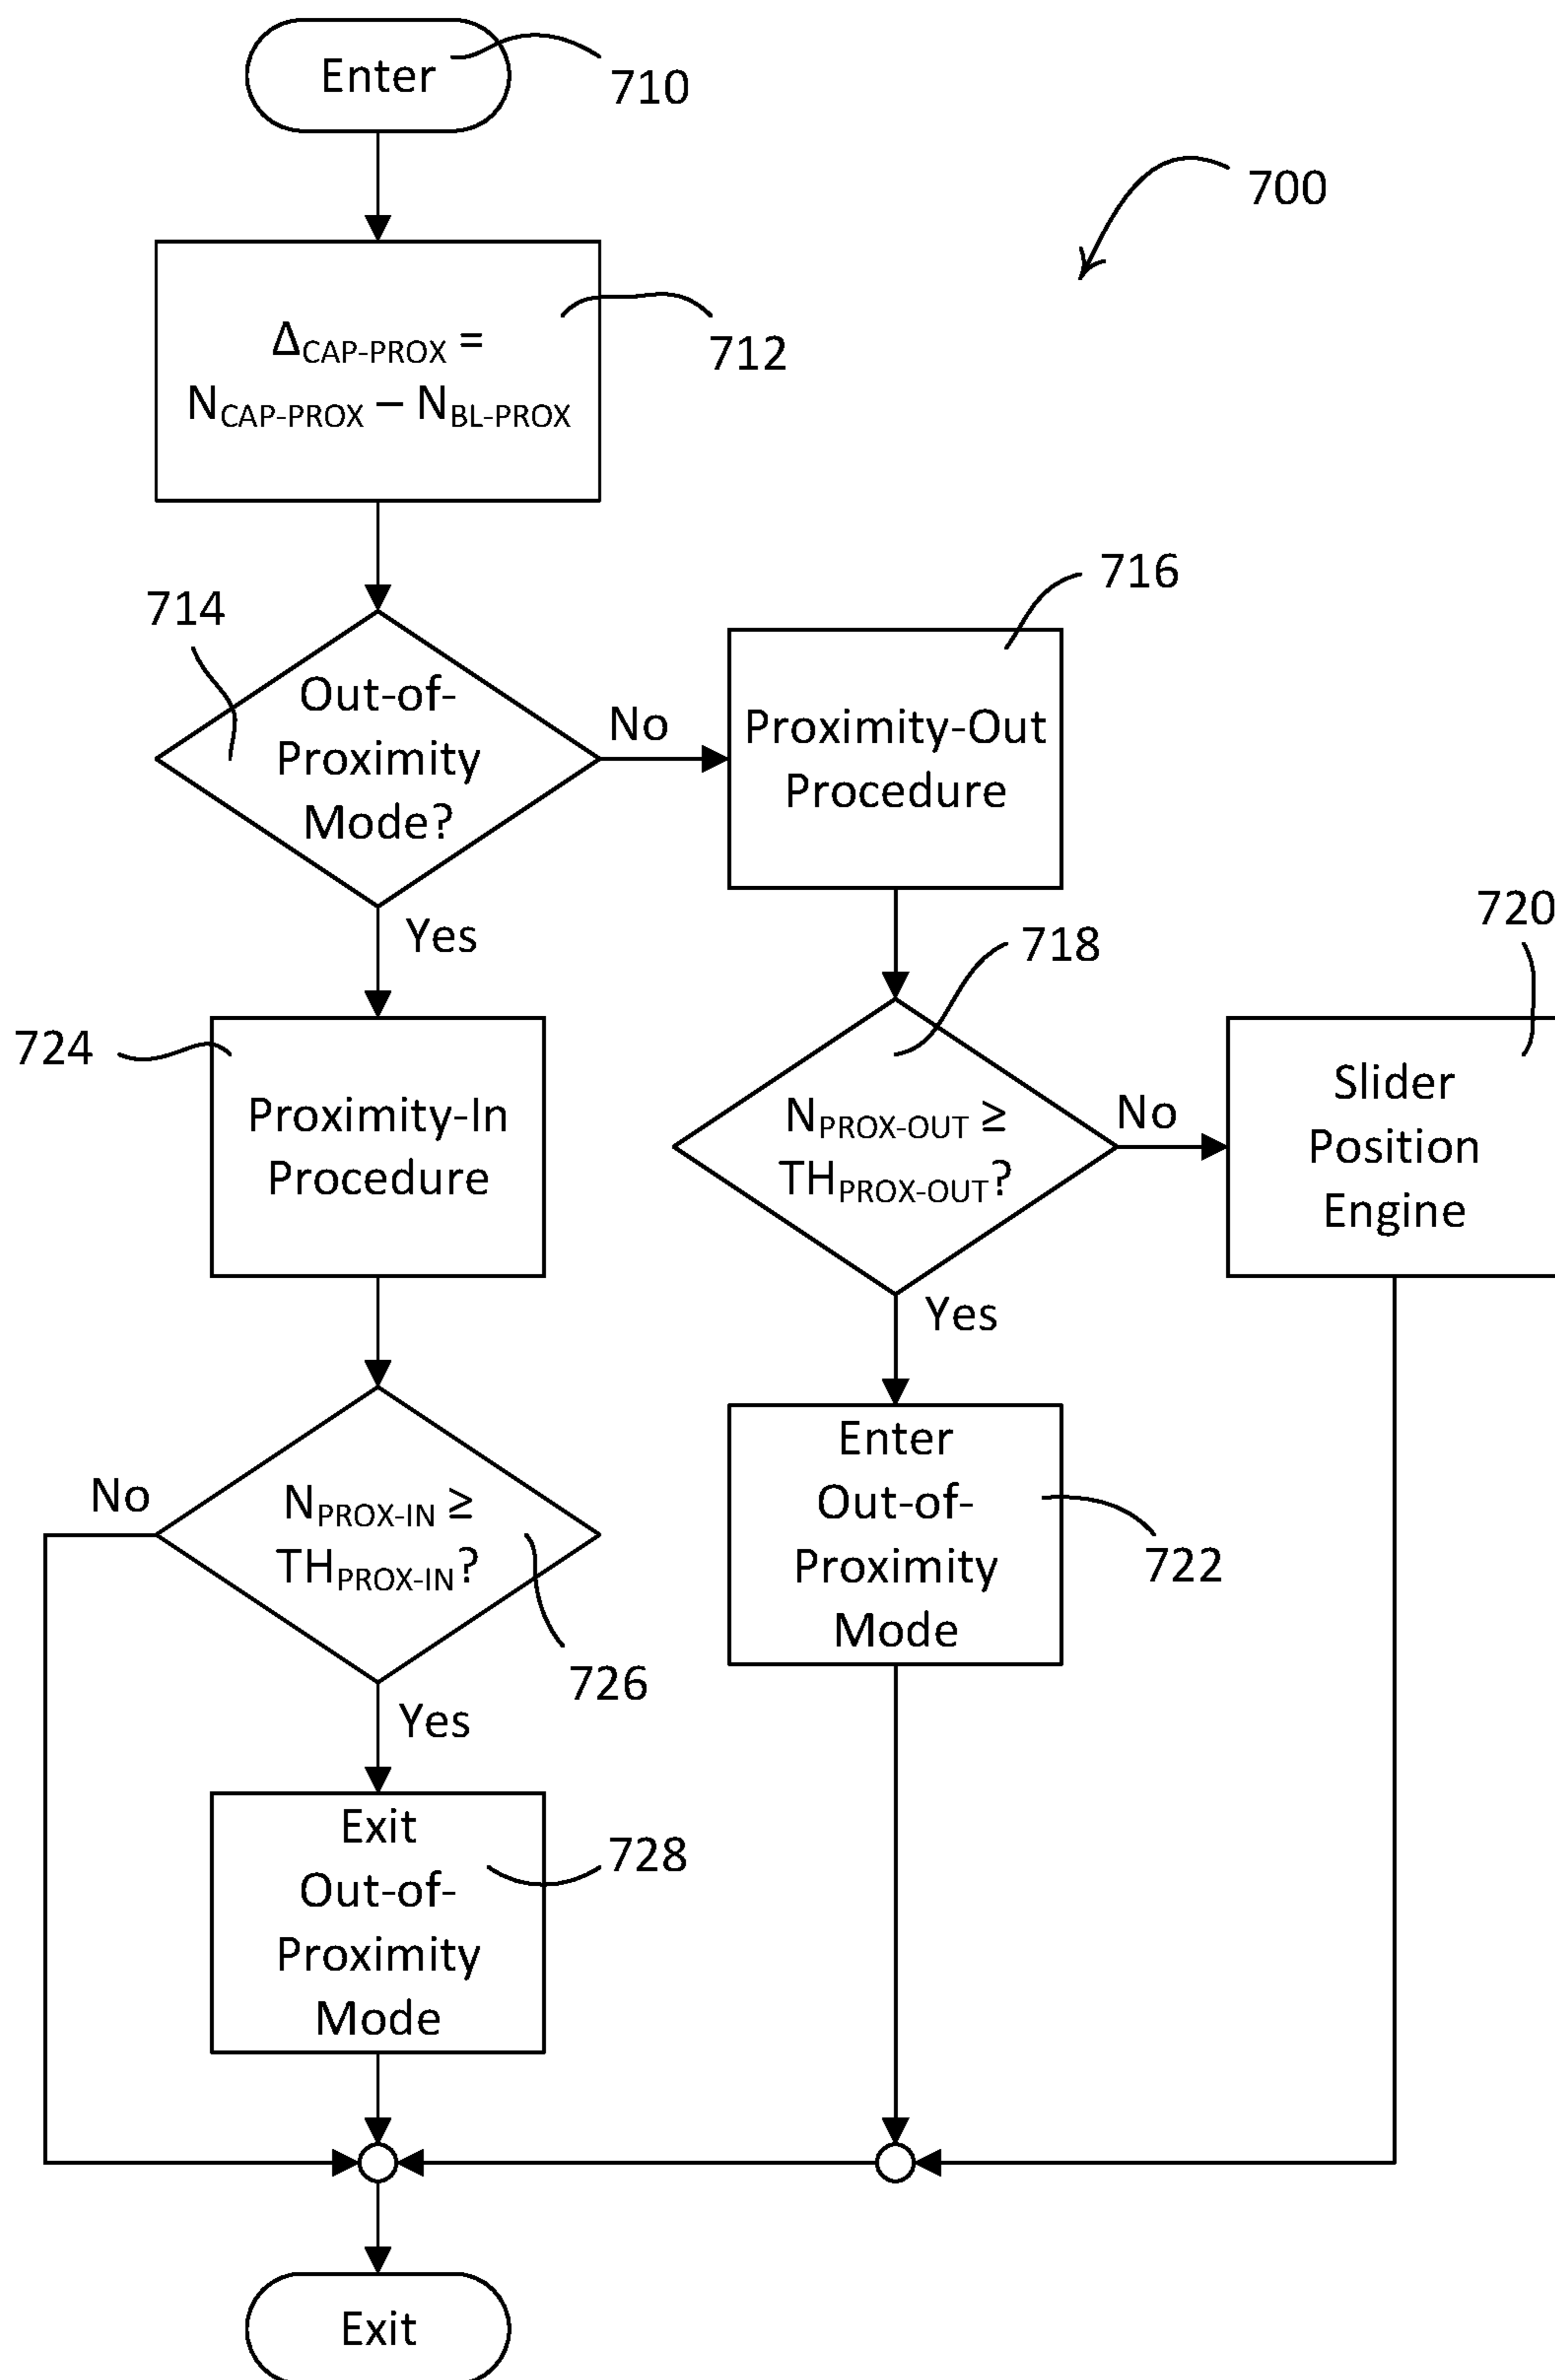 Enter
710
700
ΔCAP-PROX =
NCAP-PROX – NBL-PROX
712
714
Out-of-
Proximity
Mode?
No
Yes
716
Proximity-Out
Procedure
718
NPROX-OUT ≥
THPROX-OUT?
No
Yes
720
Slider
Position
Engine
724
Proximity-In
Procedure
Enter
Out-of-
Proximity
Mode
722
NPROX-IN ≥
THPROX-IN?
No
726
Yes
Exit
Out-of-
Proximity
Mode
728
Exit